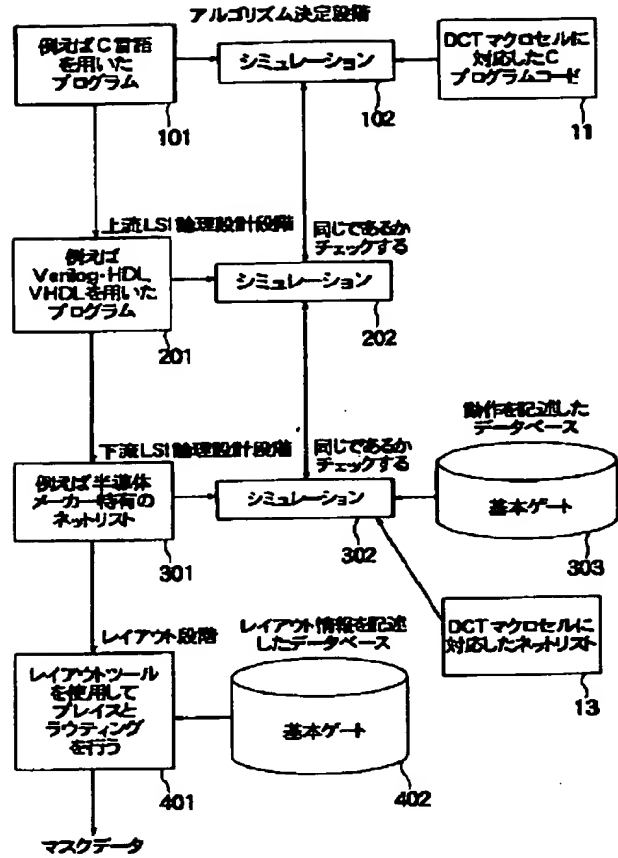 アルゴリズム決定段階
例えばC言語
を用いた
プログラム
101
シミュレーション
102
DCTマクロセルに
対応したC
プログラムコード
11
上流LSI論理設計段階
同じであるか
チェックする
例えば
Verilog・HDL,
VHDLを用いた
プログラム
201
シミュレーション
202
下流LSI論理設計段階
同じであるか
チェックする
動作を記述した
データベース
例えば半導体
メーカー特有の
ネットリスト
301
シミュレーション
302
基本ゲート
303
レイアウト段階
レイアウト情報を記述
したデータベース
DCTマクロセルに
対応したネットリスト
13
レイアウトツール
を使用して
プレイスと
ラウティング
を行う
401
基本ゲート
402
マスクデータ